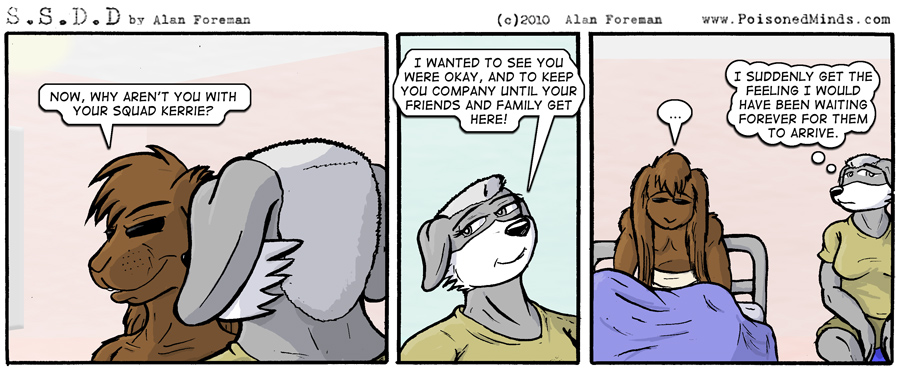 S.S.D.D by Alan Foreman (c)2010 Alan Foreman www.PoisonedMinds.com
NOW, WHY AREN'T YOU WITH
YOUR SQUAD KERRIE?
I WANTED TO SEE YOU
WERE OKAY, AND TO KEEP
YOU COMPANY UNTIL YOUR
FRIENDS AND FAMILY GET
HERE!
...
I SUDDENLY GET THE
FEELING I WOULD
HAVE BEEN WAITING
FOREVER FOR THEM
TO ARRIVE.